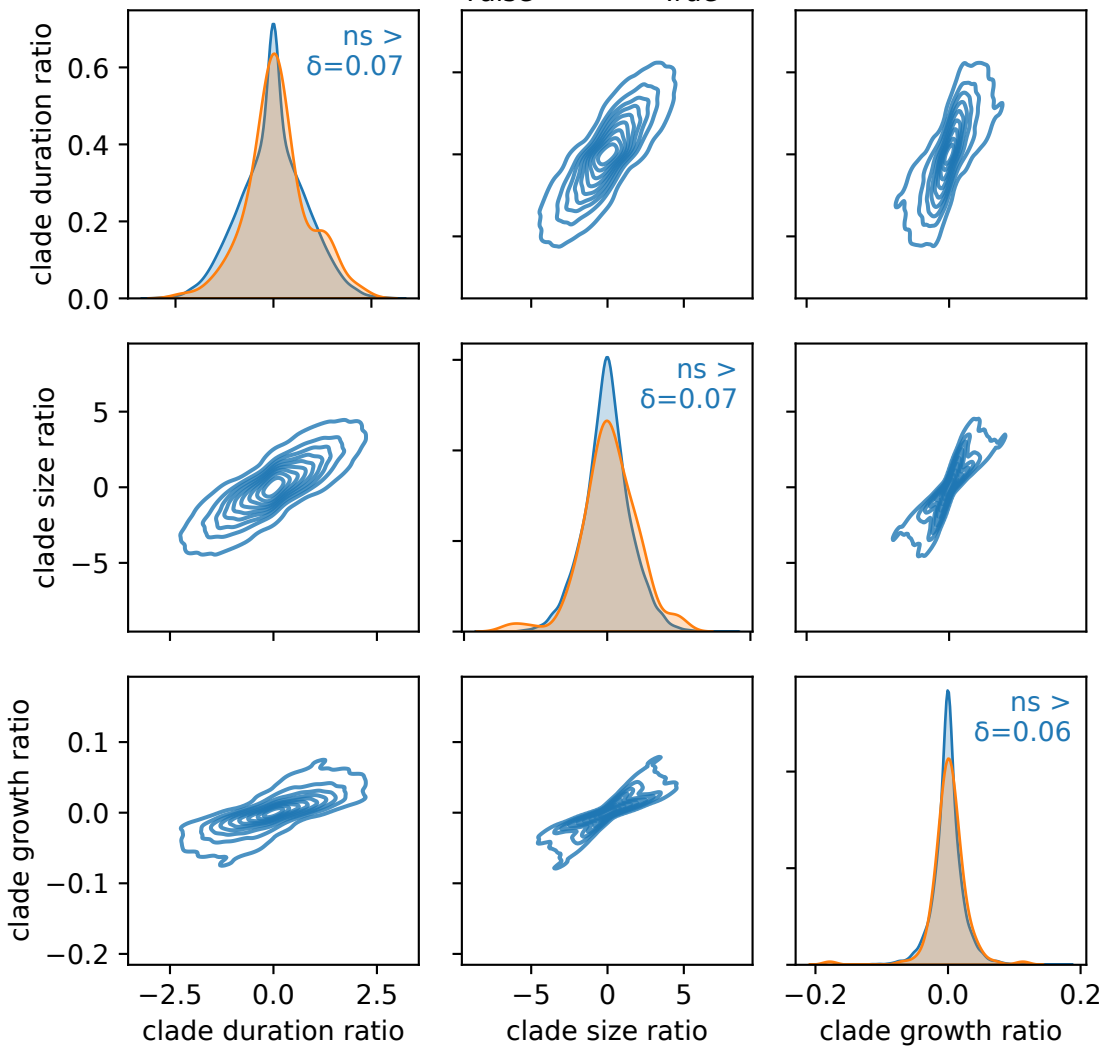 clade duration ratio
0.6
0.4
0.2
0.0
ns >
δ=0.07
clade size ratio
5
0
−5
ns >
δ=0.07
clade growth ratio
0.1
0.0
−0.1
−0.2
ns >
δ=0.06
−2.5 0.0 2.5
−5 0 5
−0.2 0.0 0.2
clade duration ratio
clade size ratio
clade growth ratio